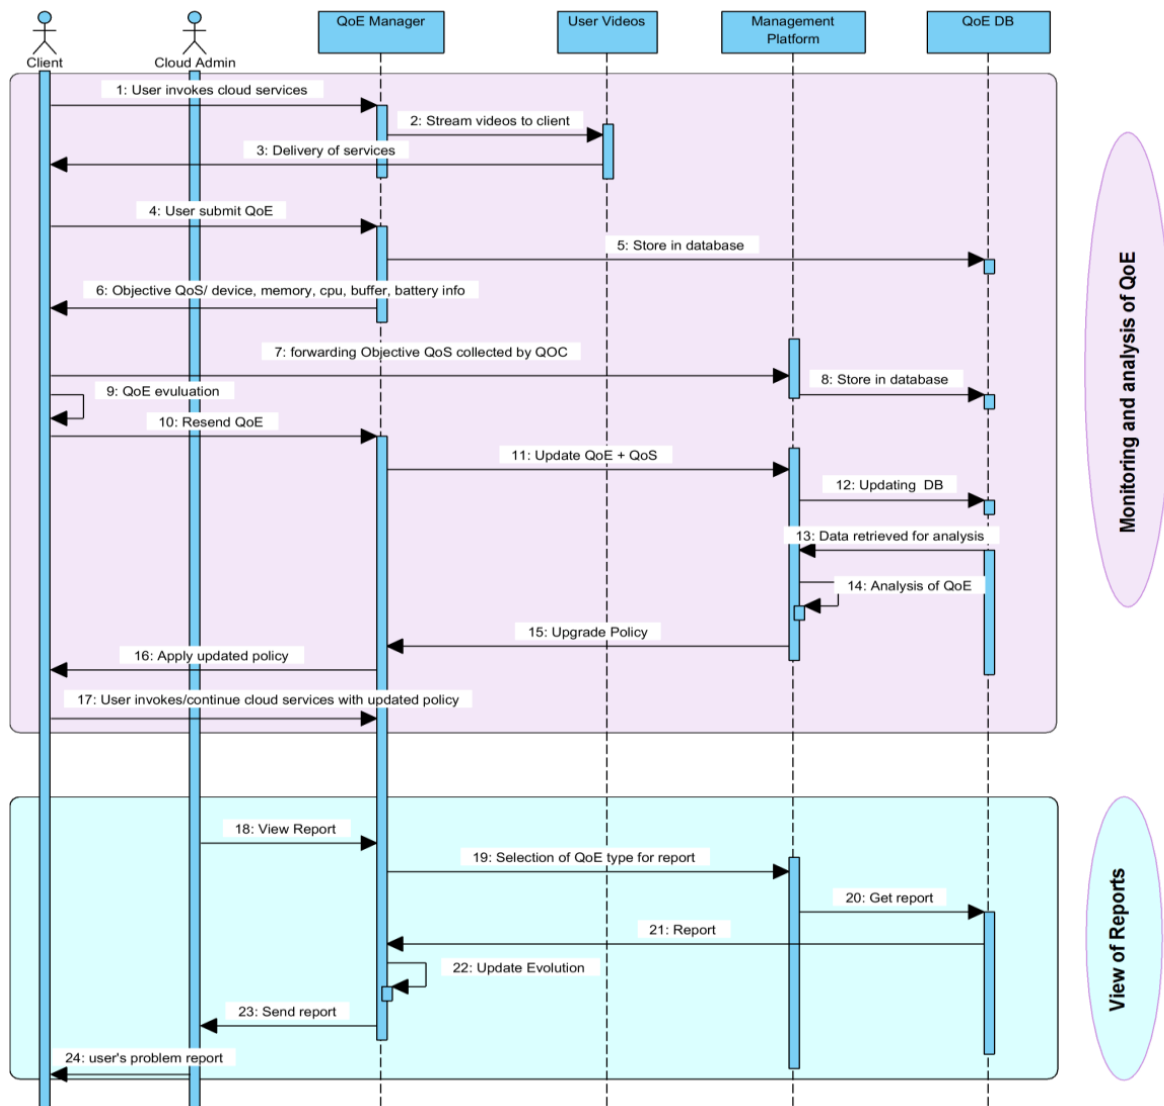 QoE Manager
User Videos
Management
Platform
QoE DB
Client
Cloud Admin
1: User invokes cloud services
2: Stream videos to client
3: Delivery of services
4: User submit QoE
5: Store in database
6: Objective QoS/ device, memory, cpu, buffer, battery info
7: forwarding Objective QoS collected by QOC
8: Store in database
9: QoE evuluation
10: Resend QoE
11: Update QoE + QoS
12: Updating DB
13: Data retrieved for analysis
14: Analysis of QoE
15: Upgrade Policy
16: Apply updated policy
17: User invokes/continue cloud services with updated policy
Monitoring and analysis of QoE
18: View Report
19: Selection of QoE type for report
20: Get report
21: Report
22: Update Evolution
23: Send report
24: user's problem report
View of Reports